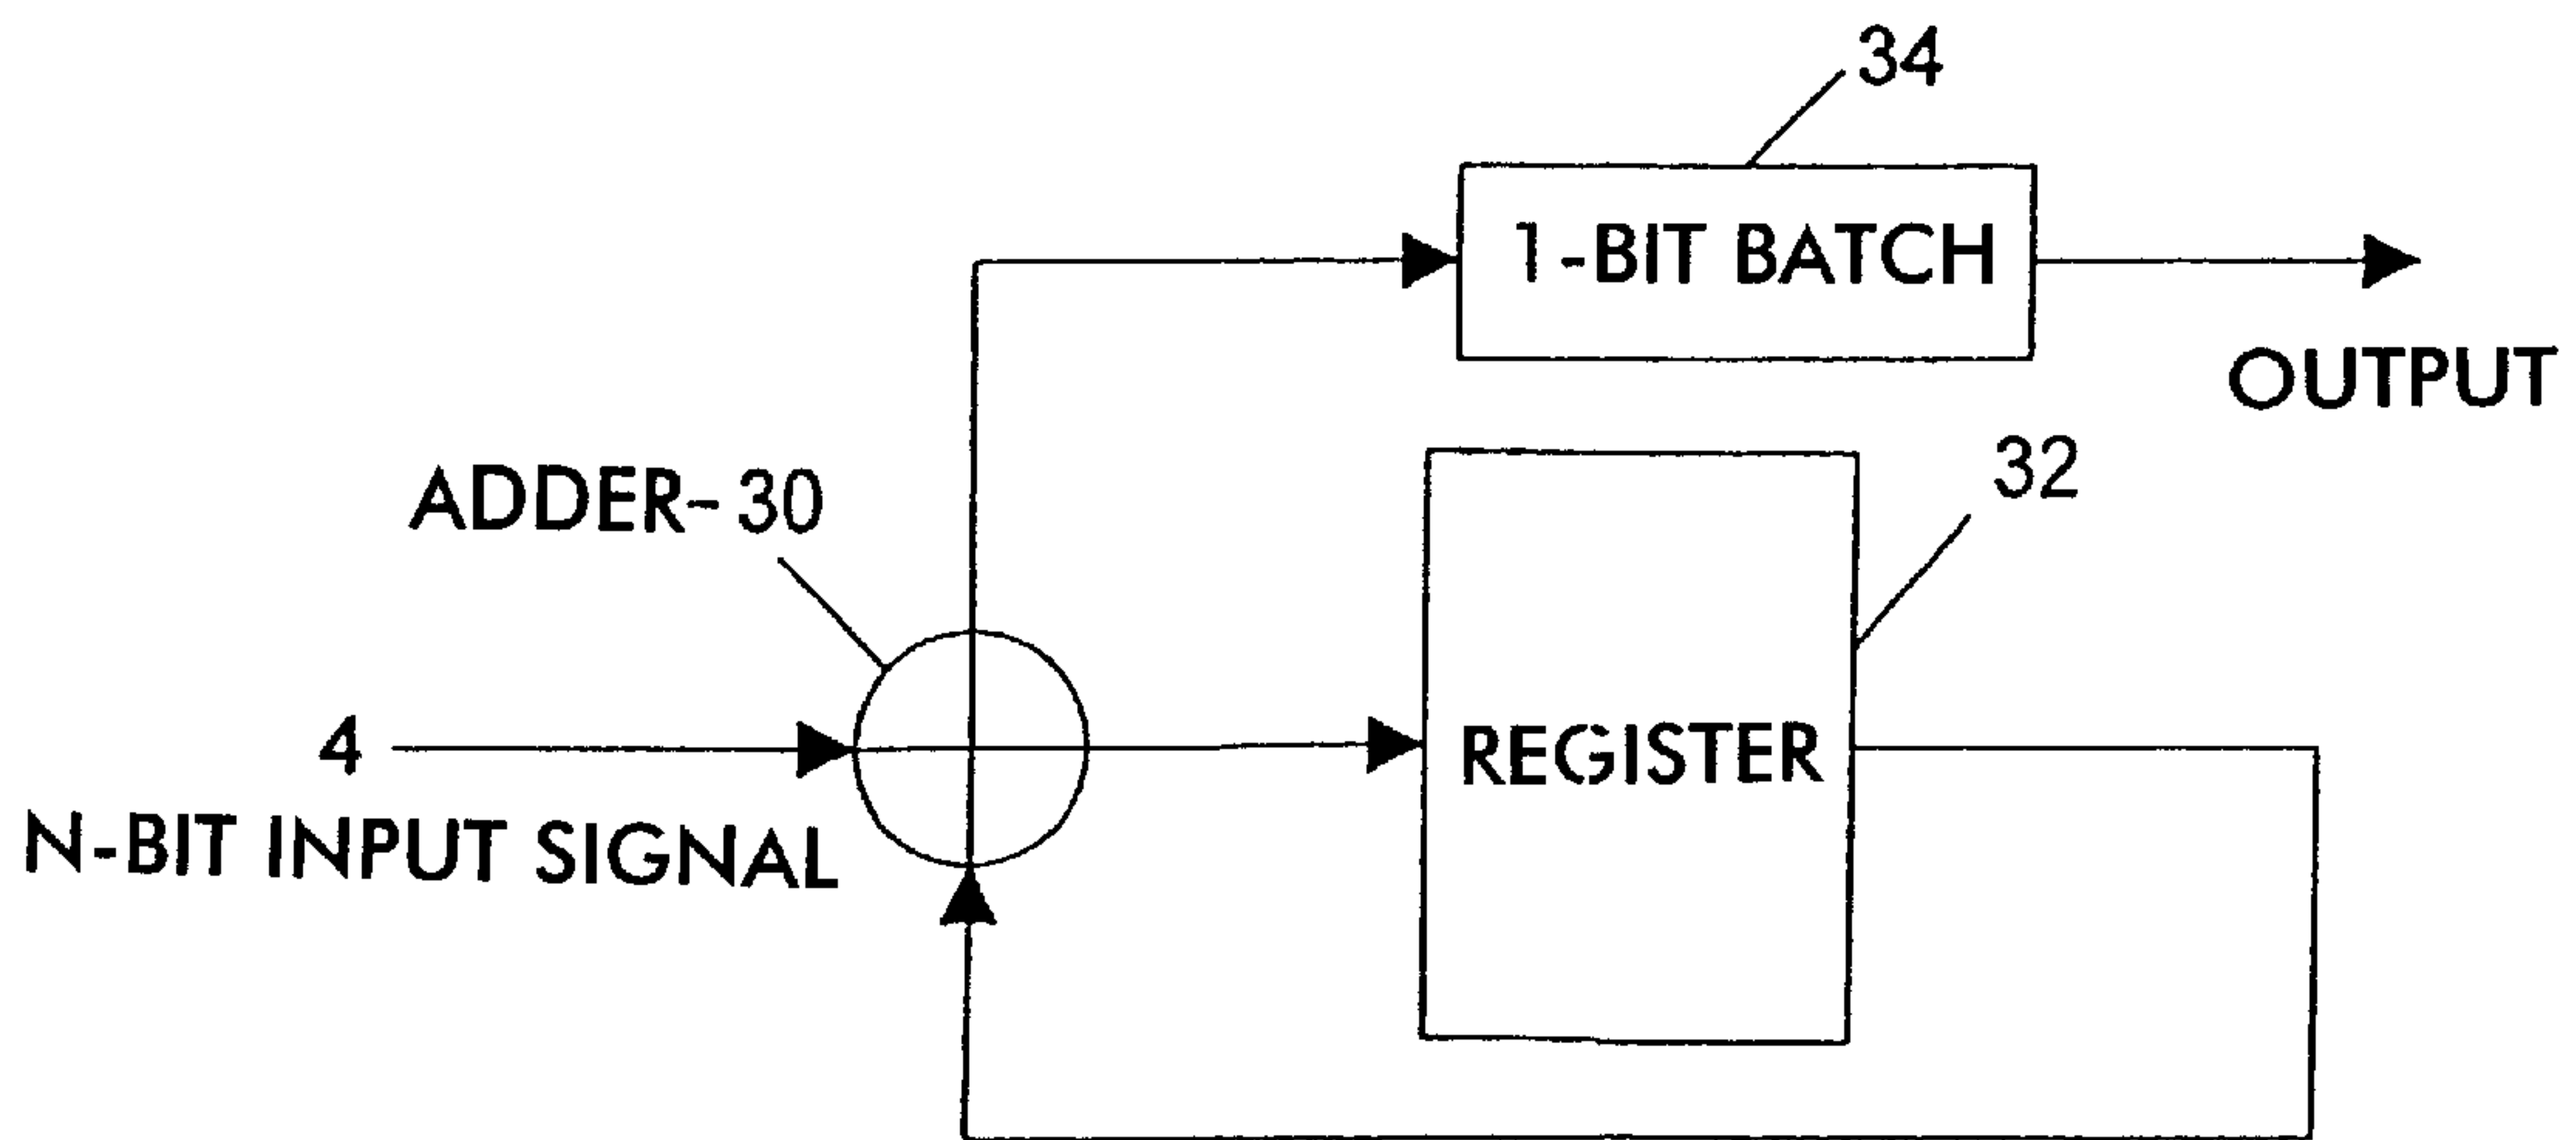 34
1-BIT BATCH
OUTPUT
32
ADDER-30
4
REGISTER
N-BIT INPUT SIGNAL